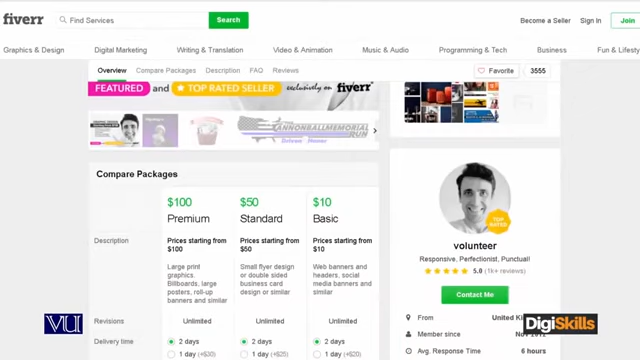 fiverr
Find Services
Search
Become a Seller
Sign In
Join
Graphics & Design
Digital Marketing
Writing & Translation
Video & Animation
Music & Audio
Programming & Tech
Business
Fun & Lifesty
Overview
Compare Packages
Description
FAQ
Reviews
Favorite
3555
FEATURED and TOP RATED SELLER exclusively on fiverr
CANNONBALL MEMORIAL RUN
Compare Packages
$100
Premium
$50
Standard
$10
Basic
Description
Prices starting from $100
Prices starting from $50
Prices starting from $10
Large print graphics. Billboards, large posters, roll-up banners and similar
Small flyer design or double sided business card design or similar
Web banners and headers, social media banners and similar
Revisions
Unlimited
Unlimited
Unlimited
Delivery time
2 days
2 days
2 days
1 day (+$30)
1 day (+$25)
1 day (+$20)
TOP RATED
volunteer
Responsive, Perfectionist, Punctual!
5.0 (1k+ reviews)
Contact Me
From
United Ki
Member since
Nov 2012
Avg. Response Time
6 hours
VU
DigiSkills